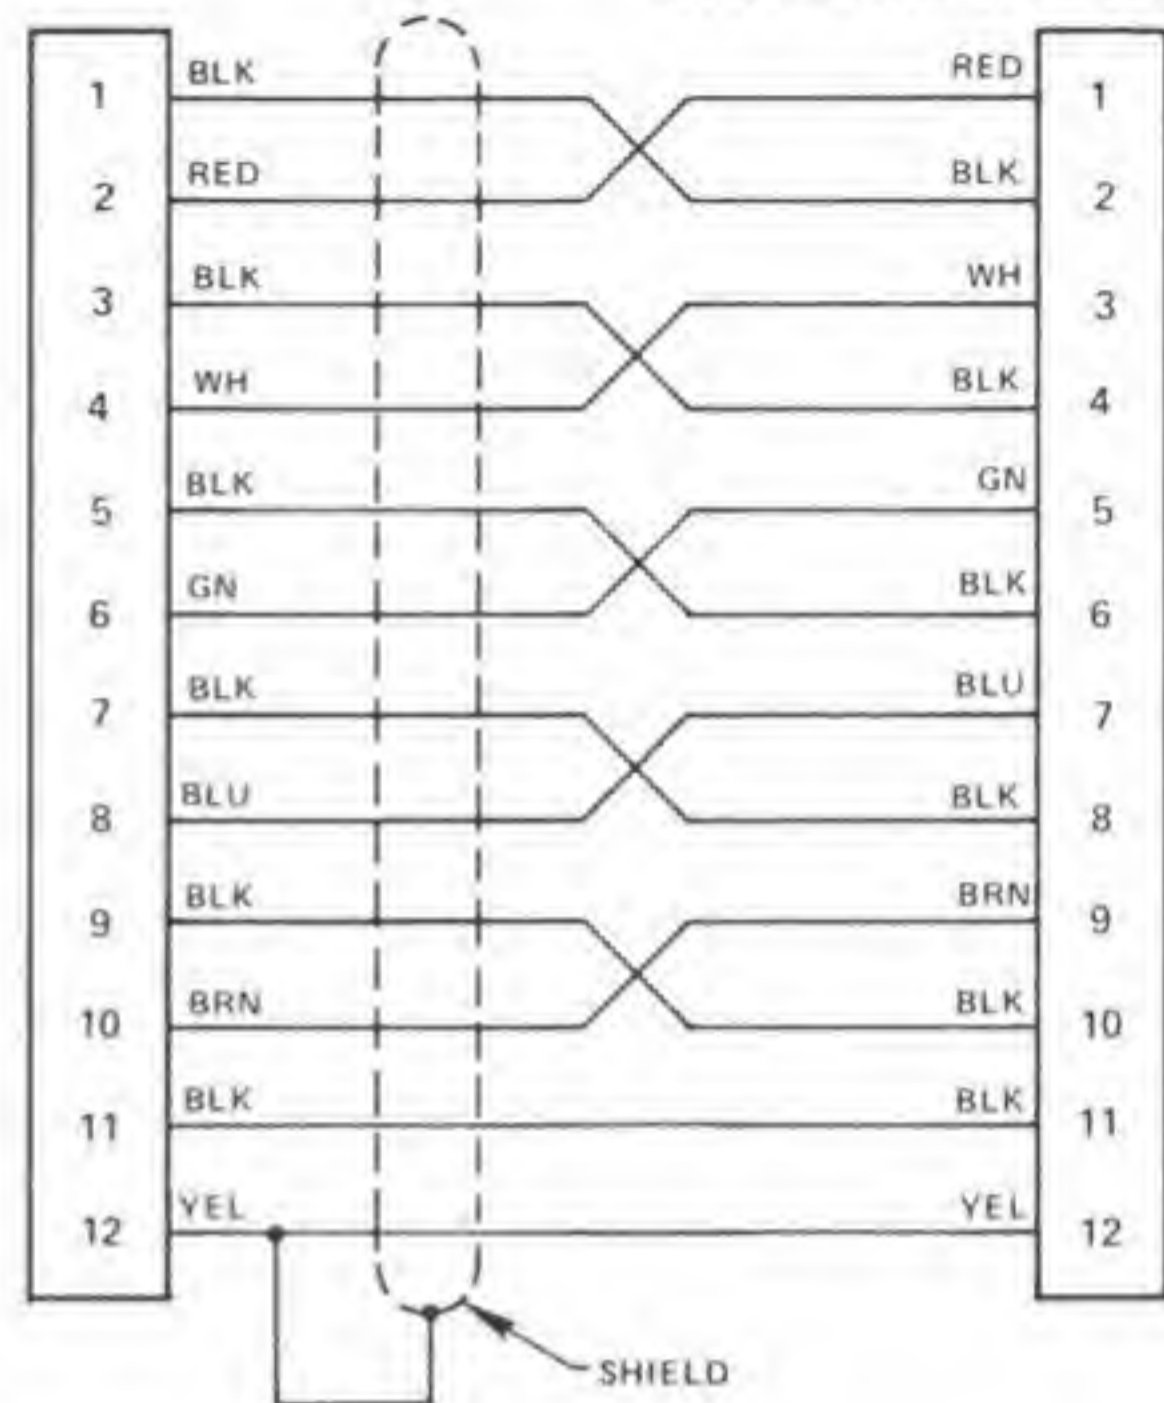 BLK RED
1 1
RED BLK
2 2
BLK WH
3 3
WH BLK
4 4
BLK GN
5 5
GN BLK
6 6
BLK BLU
7 7
BLU BLK
8 8
BLK BRN
9 9
BRN BLK
10 10
BLK BLK
11 11
YEL YEL
12 12
SHIELD